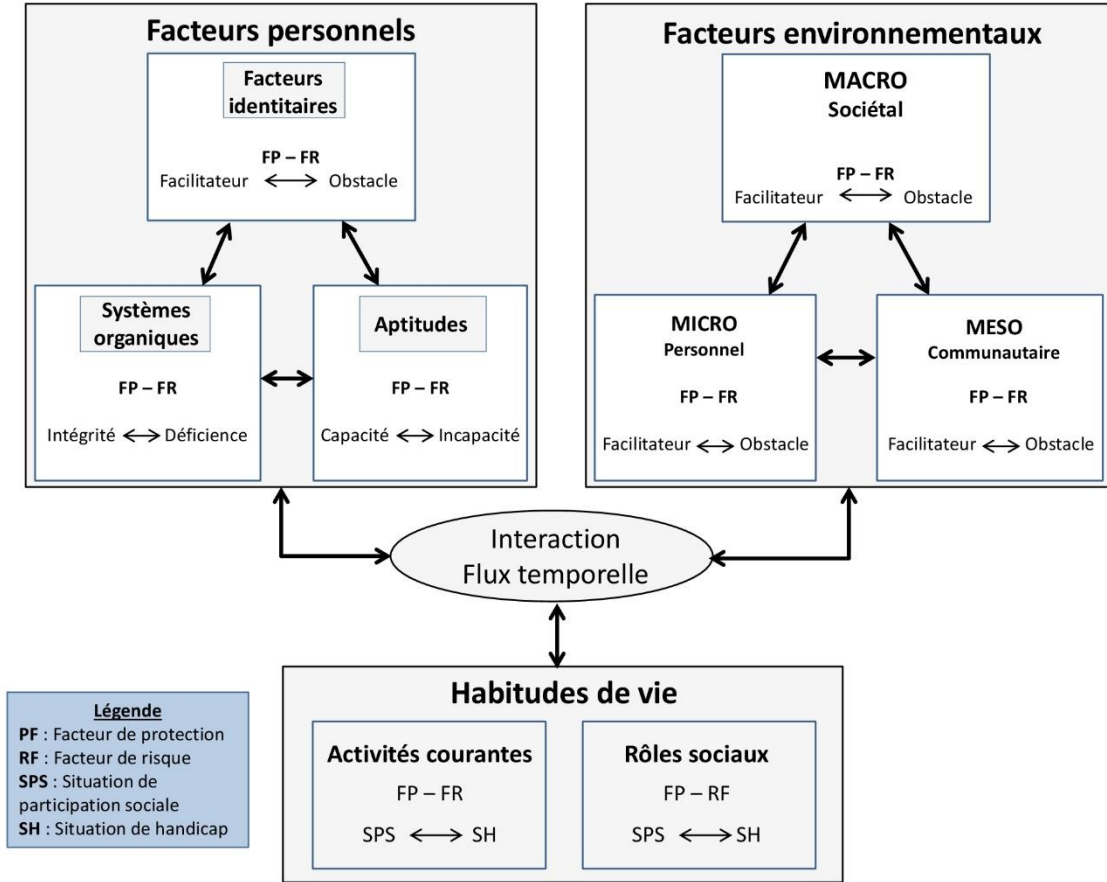 Facteurs personnels
Facteurs
identitaires
FP – FR
Facilitateur
Obstacle
Systèmes
organiques
FP – FR
Intégrité
Déficience
Aptitudes
FP – FR
Capacité
Incapacité
Facteurs environnementaux
MACRO
Sociétal
FP – FR
Facilitateur
Obstacle
MICRO
Personnel
FP – FR
Facilitateur
Obstacle
MESO
Communautaire
FP – FR
Facilitateur
Obstacle
Interaction
Flux temporelle
Habitudes de vie
Activités courantes
FP – FR
SPS
SH
Rôles sociaux
FP – RF
SPS
SH
Légende
PF : Facteur de protection
RF : Facteur de risque
SPS : Situation de
participation sociale
SH : Situation de handicap